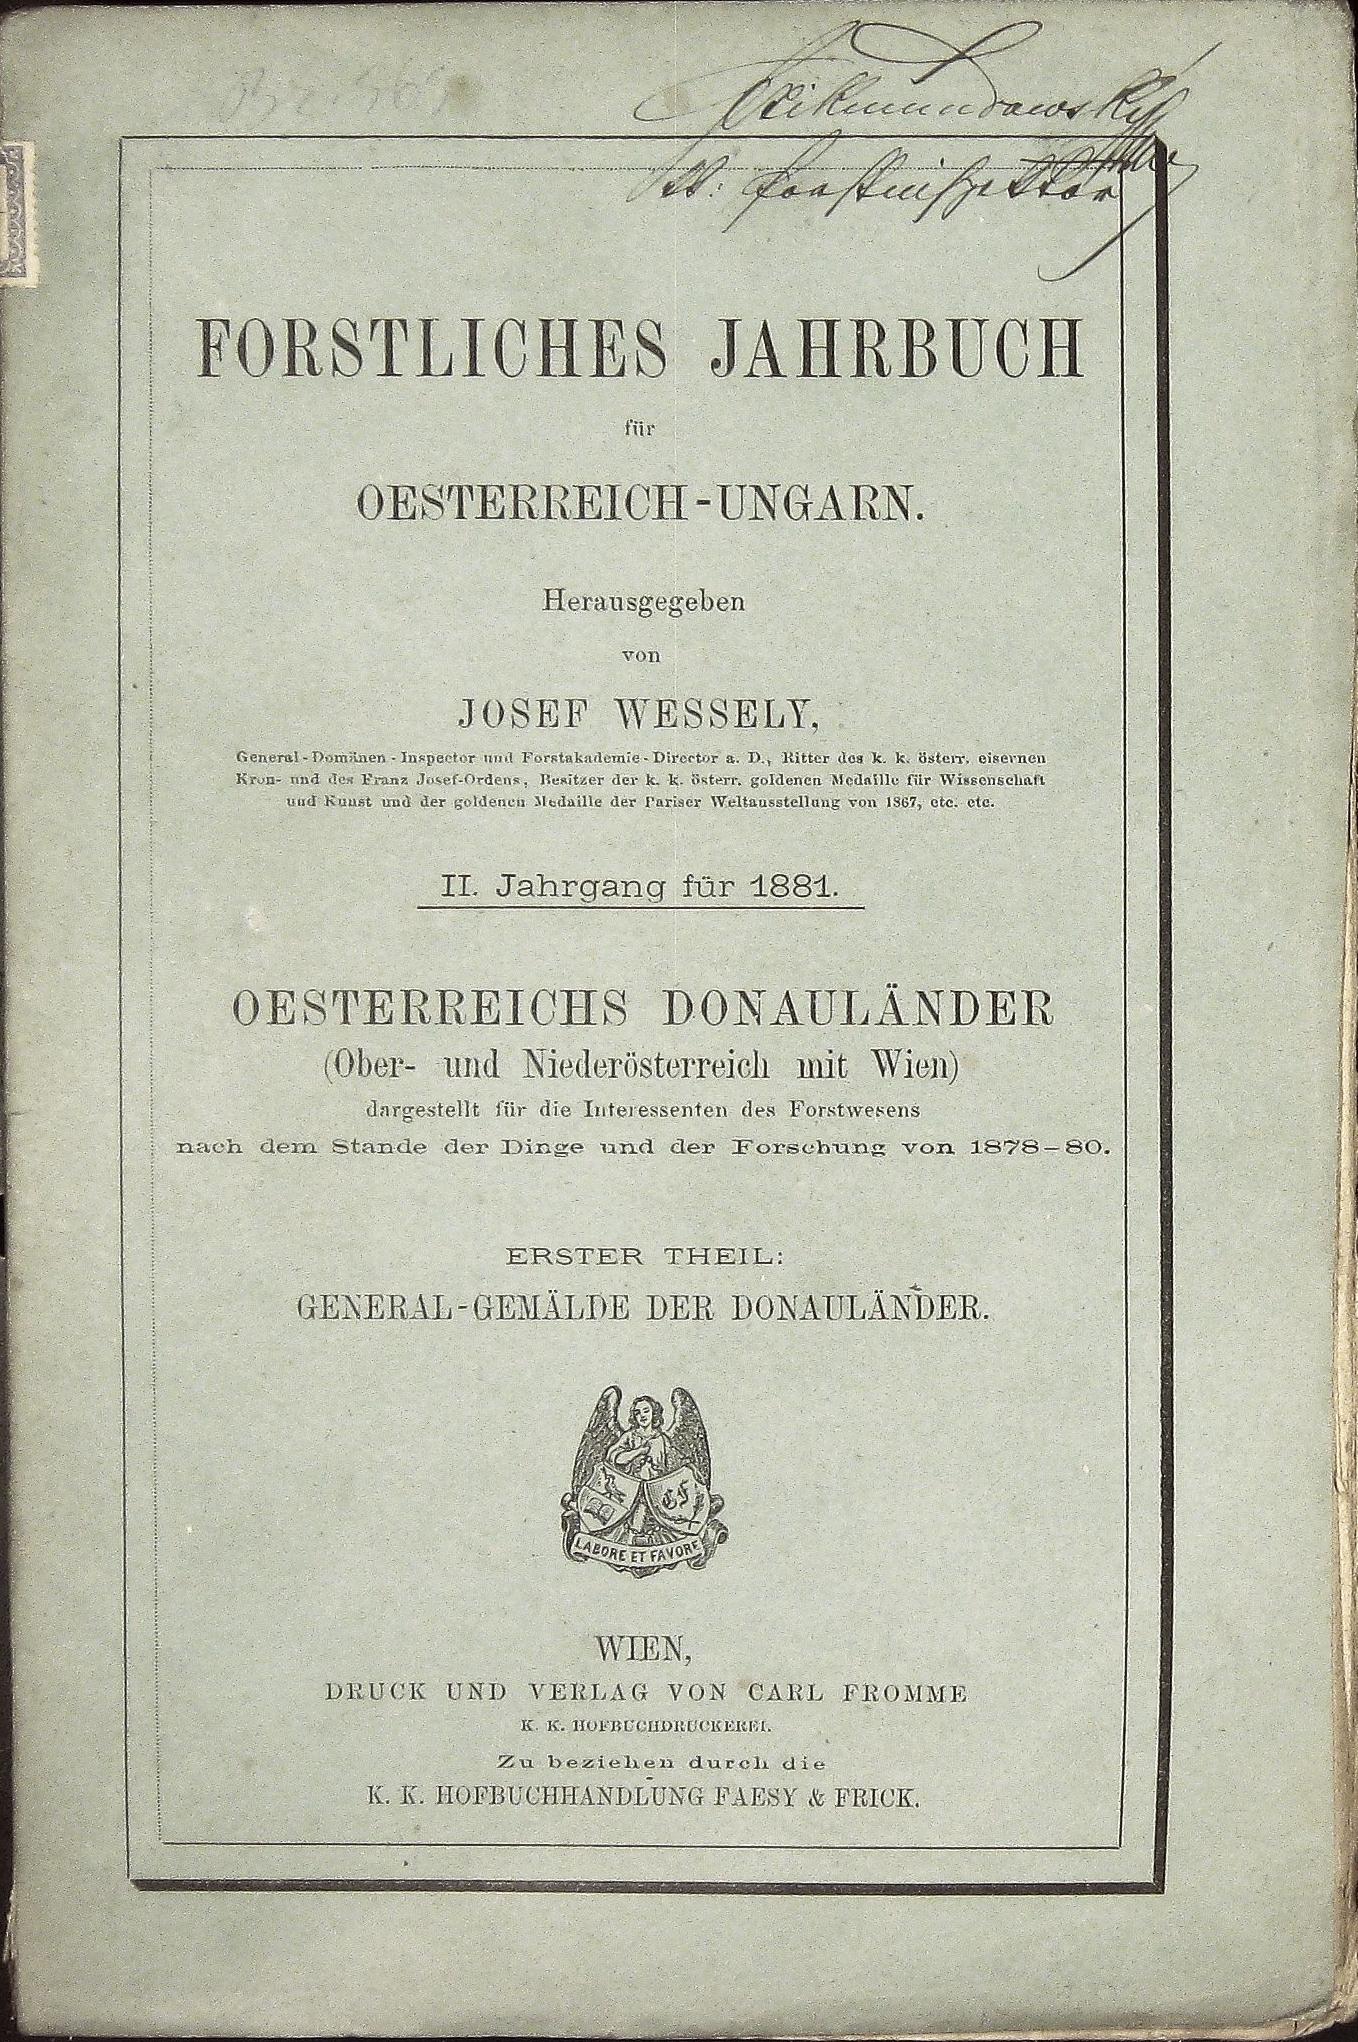 FORSTLICHES JAHRBUCH
für
OESTERREICH-UNGARN.
Herausgegeben
von
JOSEF WESSELY,
General-Domänen-Inspector und Forstakademie-Director a. D., Ritter des k. k. österr. eisernen
Kron- und des Franz Josef-Ordens, Besitzer der k. k. österr. goldenen Medaille für Wissenschaft
und Kunst und der goldenen Medaille der Pariser Weltausstellung von 1867, etc. etc.
II. Jahrgang für 1881.
OESTERREICHS DONAULÄNDER
(Ober- und Niederösterreich mit Wien)
dargestellt für die Interessenten des Forstwesens
nach dem Stande der Dinge und der Forschung von 1878–80.
ERSTER THEIL:
GENERAL-GEMÄLDE DER DONAULÄNDER.
LABORE ET FAVORE
WIEN,
DRUCK UND VERLAG VON CARL FROMME
K. K. HOFBUCHDRUCKEREI.
Zu beziehen durch die
K. K. HOFBUCHHANDLUNG FAESY & FRICK.